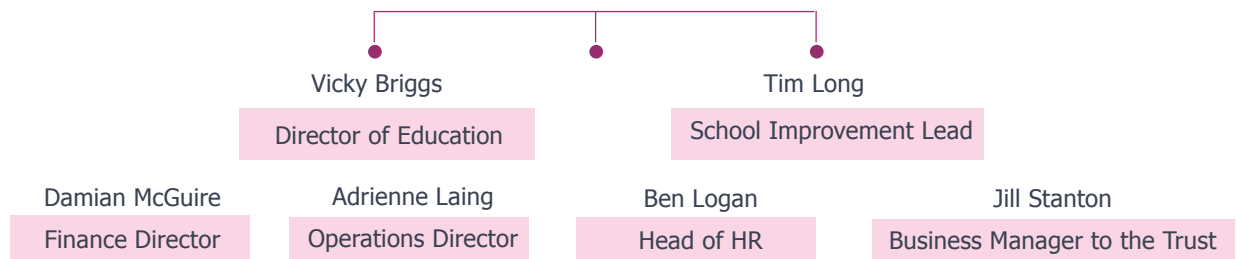 Vicky Briggs
Tim Long
Director of Education
School Improvement Lead
Damian McGuire
Adrienne Laing
Ben Logan
Jill Stanton
Finance Director
Operations Director
Head of HR
Business Manager to the Trust